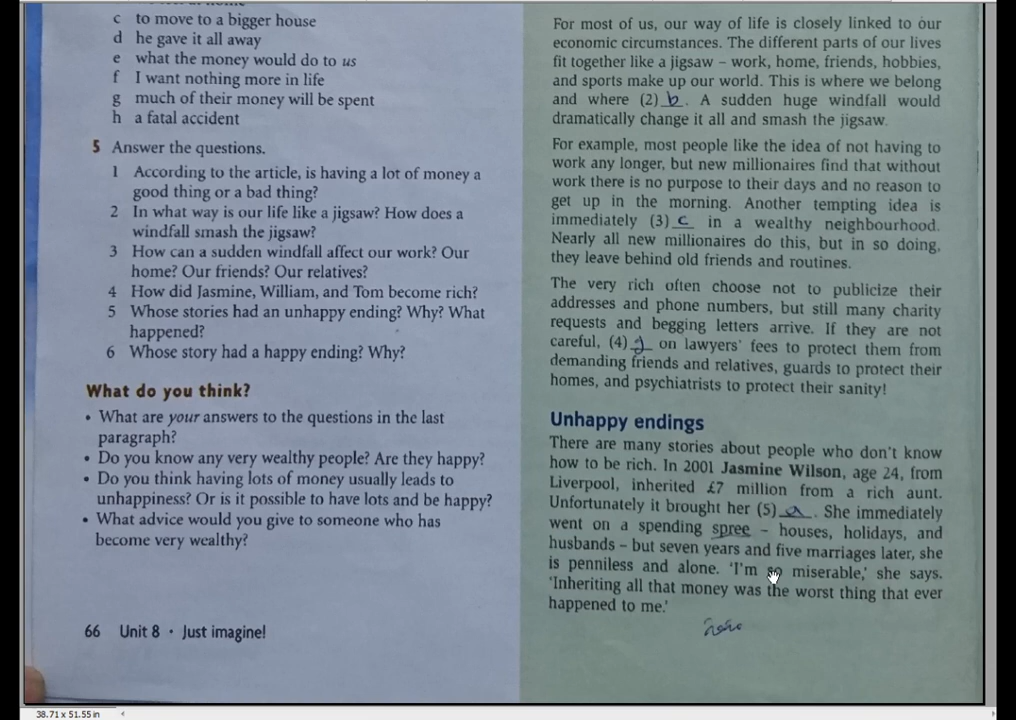 c to move to a bigger house
d he gave it all away
e what the money would do to us
f I want nothing more in life
g much of their money will be spent
h a fatal accident
5 Answer the questions.
1 According to the article, is having a lot of money a
good thing or a bad thing?
2 In what way is our life like a jigsaw? How does a
windfall smash the jigsaw?
3 How can a sudden windfall affect our work? Our
home? Our friends? Our relatives?
4 How did Jasmine, William, and Tom become rich?
5 Whose stories had an unhappy ending? Why? What
happened?
6 Whose story had a happy ending? Why?
What do you think?
• What are your answers to the questions in the last
paragraph?
• Do you know any very wealthy people? Are they happy?
• Do you think having lots of money usually leads to
unhappiness? Or is it possible to have lots and be happy?
• What advice would you give to someone who has
become very wealthy?
66 Unit 8 · Just imagine!
For most of us, our way of life is closely linked to our
economic circumstances. The different parts of our lives
fit together like a jigsaw – work, home, friends, hobbies,
and sports make up our world. This is where we belong
and where (2) b . A sudden huge windfall would
dramatically change it all and smash the jigsaw.
For example, most people like the idea of not having to
work any longer, but new millionaires find that without
work there is no purpose to their days and no reason to
get up in the morning. Another tempting idea is
immediately (3) c in a wealthy neighbourhood.
Nearly all new millionaires do this, but in so doing,
they leave behind old friends and routines.
The very rich often choose not to publicize their
addresses and phone numbers, but still many charity
requests and begging letters arrive. If they are not
careful, (4) g on lawyers' fees to protect them from
demanding friends and relatives, guards to protect their
homes, and psychiatrists to protect their sanity!
Unhappy endings
There are many stories about people who don't know
how to be rich. In 2001 Jasmine Wilson, age 24, from
Liverpool, inherited £7 million from a rich aunt.
Unfortunately it brought her (5) a . She immediately
went on a spending spree – houses, holidays, and
husbands – but seven years and five marriages later, she
is penniless and alone. 'I'm so miserable,' she says.
'Inheriting all that money was the worst thing that ever
happened to me.'
38.71 x 51.55 in